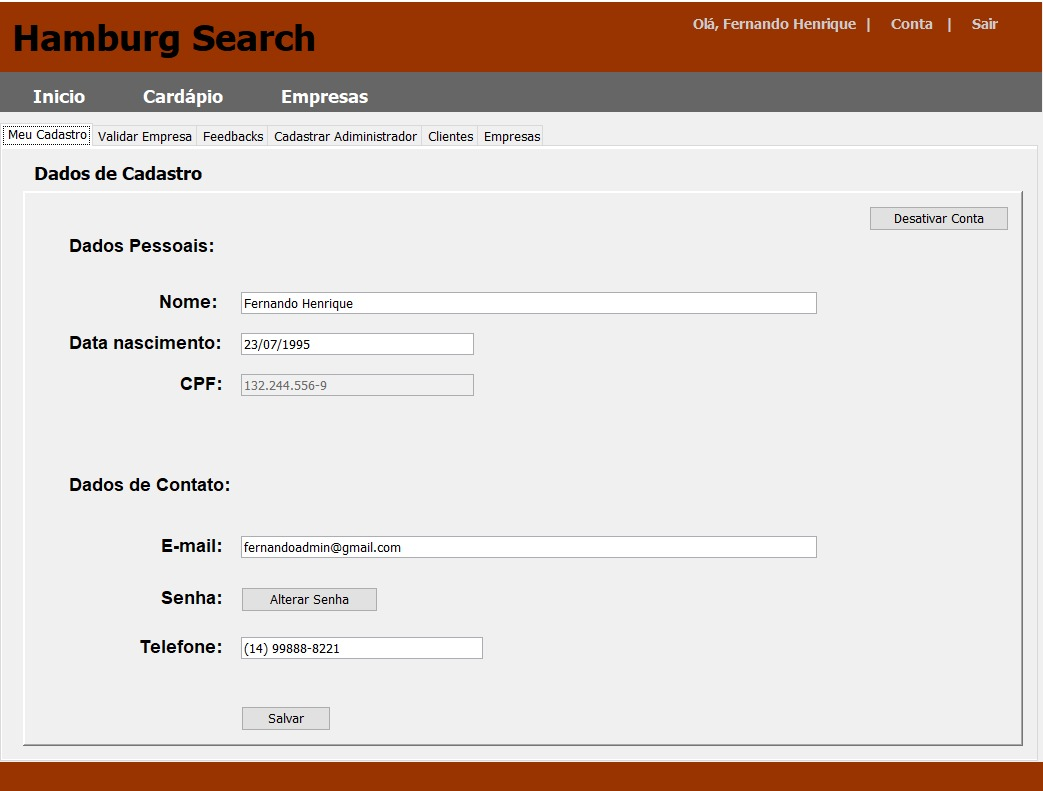 Hamburg Search
Olá, Fernando Henrique | Conta | Sair
Inicio Cardápio Empresas
Meu Cadastro Validar Empresa Feedbacks Cadastrar Administrador Clientes Empresas
Dados de Cadastro
Desativar Conta
Dados Pessoais:
Nome: Fernando Henrique
Data nascimento: 23/07/1995
CPF: 132.244.556-9
Dados de Contato:
E-mail: fernandoadmin@gmail.com
Senha: Alterar Senha
Telefone: (14) 99888-8221
Salvar